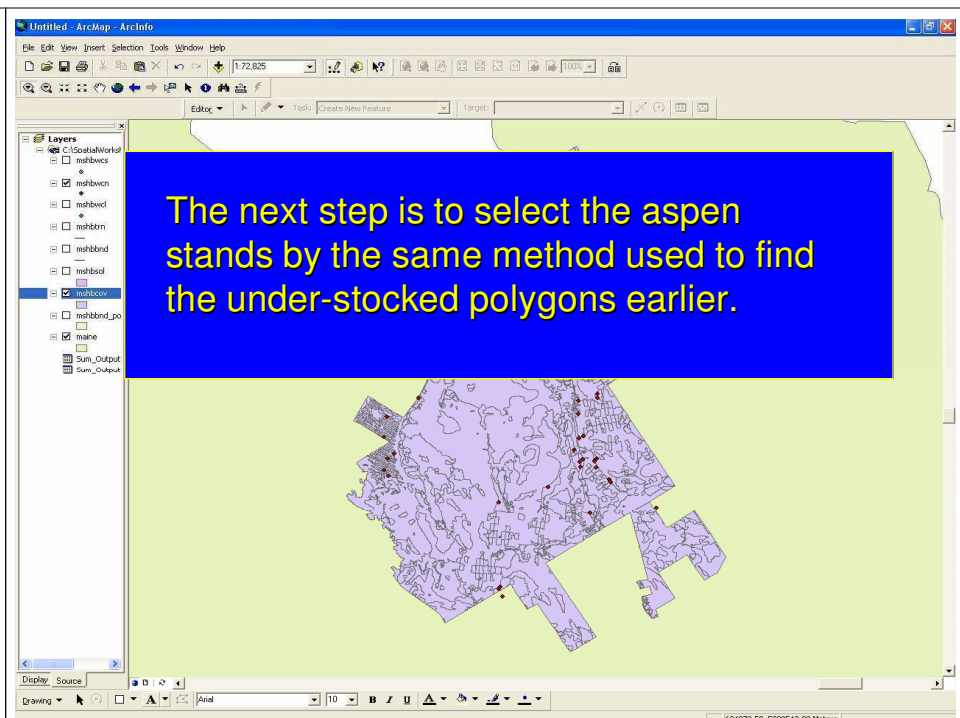 Untitled - ArcMap - ArcInfo
File Edit View Insert Selection Tools Window Help
1:72,825
100%
Editor Task: Create New Feature Target:
Layers
C:\SpatialWorksh
mshbwcs
mshbwcn
mshbwcl
mshbtrn
mshbbnd
mshbsol
mshbcov
mshbbnd_po
maine
Sum_Output
Sum_Output
The next step is to select the aspen
stands by the same method used to find
the under-stocked polygons earlier.
Display Source
Drawing A Arial 10 B I U A